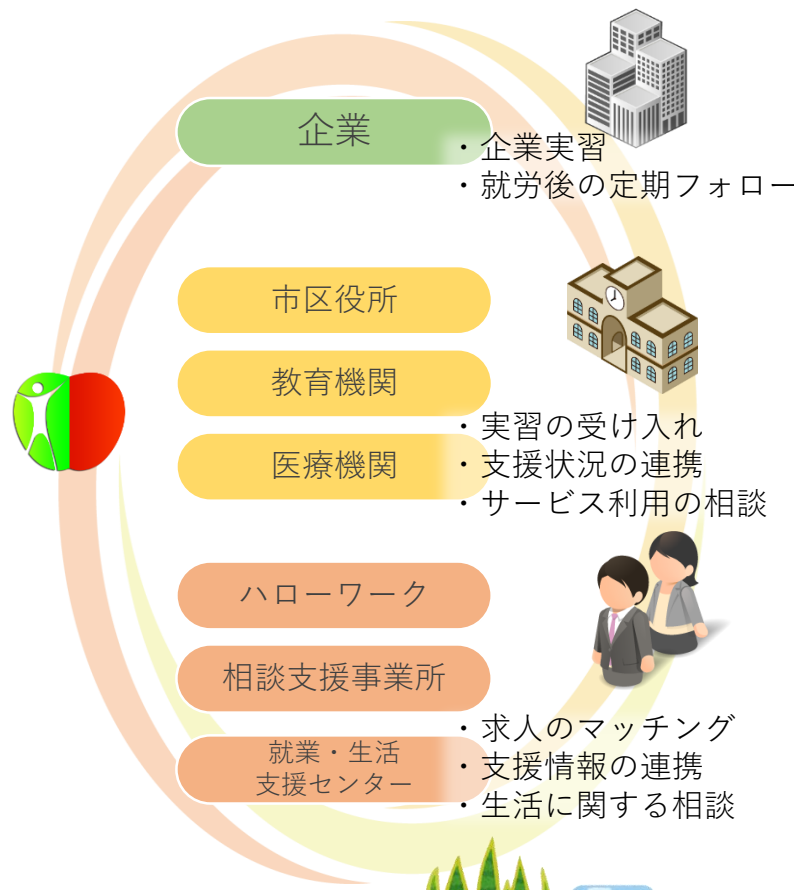 企業
・企業実習
・就労後の定期フォロー
市区役所
教育機関
医療機関
・実習の受け入れ
・支援状況の連携
・サービス利用の相談
ハローワーク
相談支援事業所
就業・生活
支援センター
・求人のマッチング
・支援情報の連携
・生活に関する相談